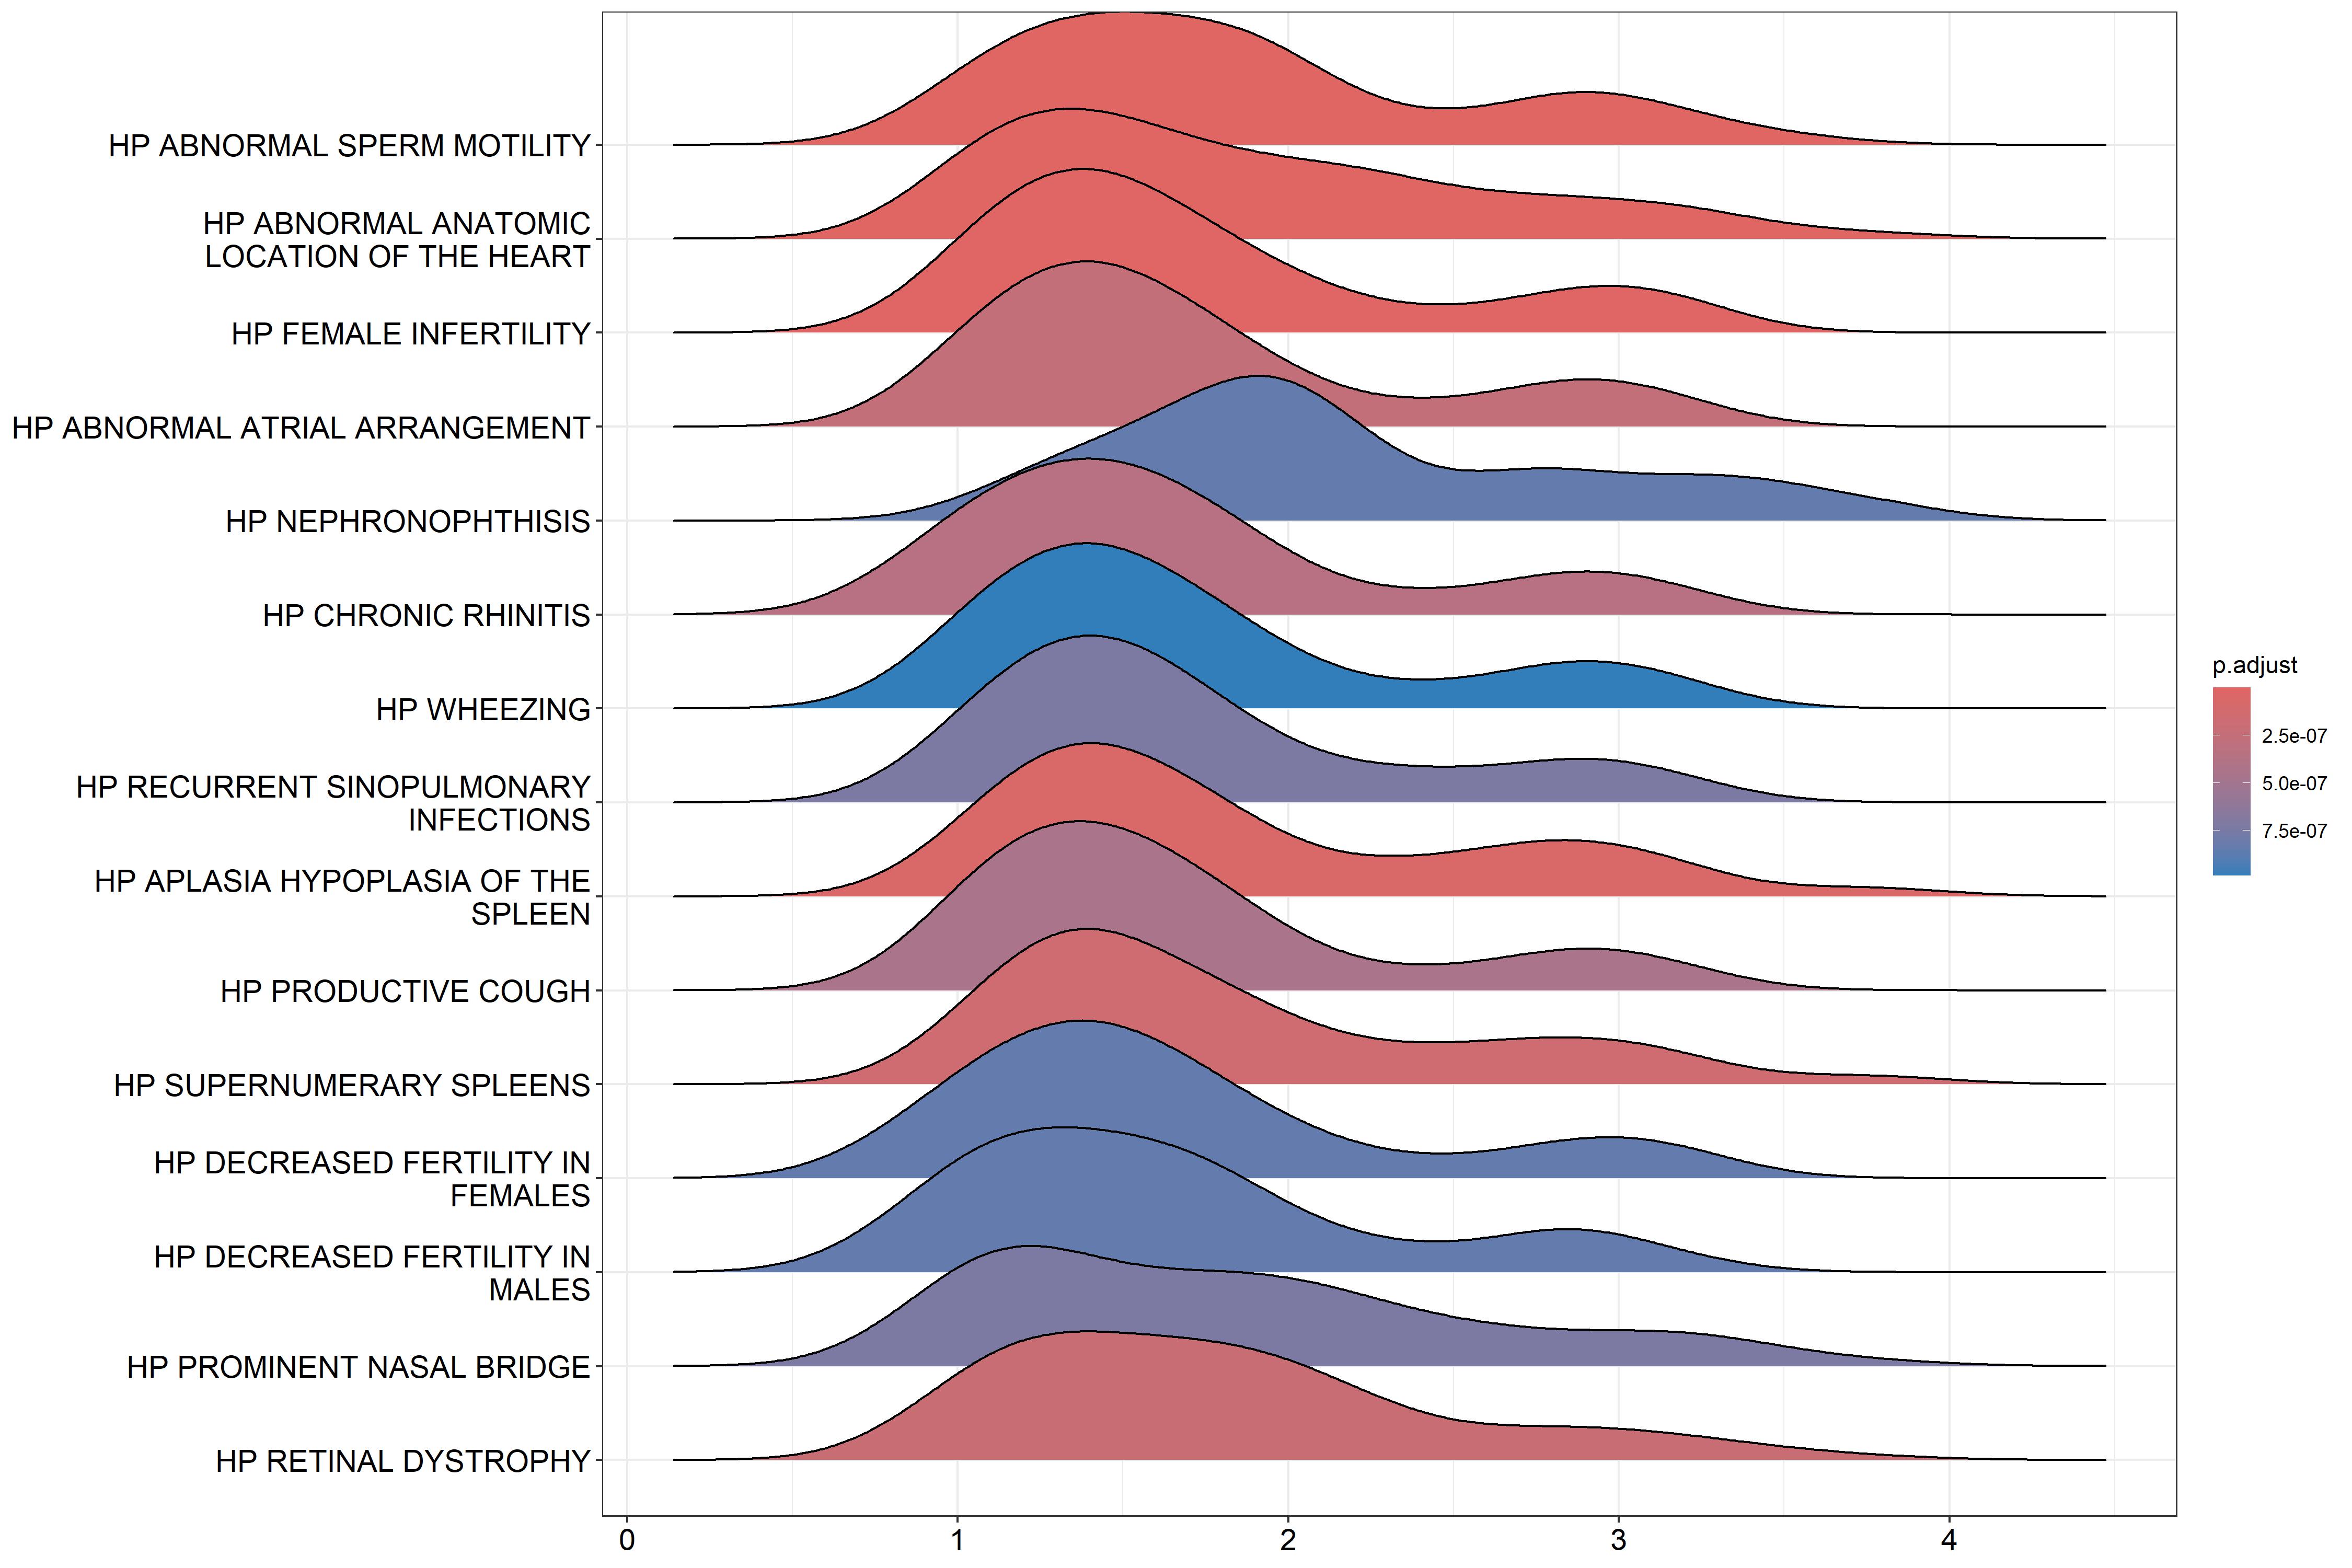 HP ABNORMAL SPERM MOTILITY
HP ABNORMAL ANATOMIC
LOCATION OF THE HEART
HP FEMALE INFERTILITY
HP ABNORMAL ATRIAL ARRANGEMENT
HP NEPHRONOPHTHISIS
HP CHRONIC RHINITIS
HP WHEEZING
HP RECURRENT SINOPULMONARY
INFECTIONS
HP APLASIA HYPOPLASIA OF THE
SPLEEN
HP PRODUCTIVE COUGH
HP SUPERNUMERARY SPLEENS
HP DECREASED FERTILITY IN
FEMALES
HP DECREASED FERTILITY IN
MALES
HP PROMINENT NASAL BRIDGE
HP RETINAL DYSTROPHY
0 1 2 3 4
p.adjust
2.5e-07
5.0e-07
7.5e-07